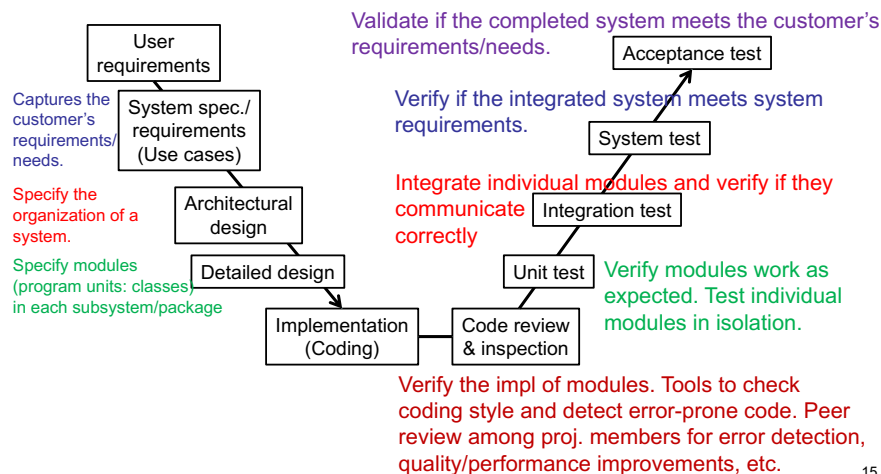 Validate if the completed system meets the customer's
requirements/needs.
User
requirements
Acceptance test
Captures the
customer's
requirements/
needs.
System spec./
requirements
(Use cases)
Verify if the integrated system meets system
requirements.
System test
Specify the
organization of a
system.
Architectural
design
Integrate individual modules and verify if they
communicate
correctly
Integration test
Specify modules
(program units: classes)
in each subsystem/package
Detailed design
Unit test
Verify modules work as
expected. Test individual
modules in isolation.
Implementation
(Coding)
Code review
& inspection
Verify the impl of modules. Tools to check
coding style and detect error-prone code. Peer
review among proj. members for error detection,
quality/performance improvements, etc.
15